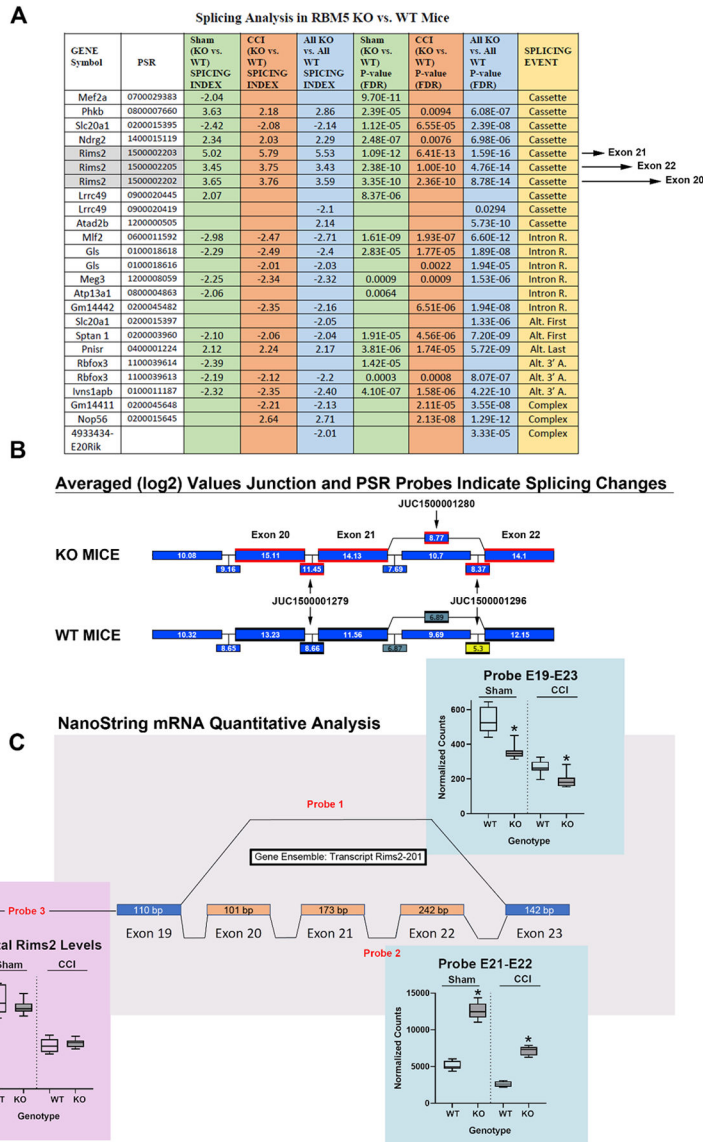 A
Splicing Analysis in RBM5 KO vs. WT Mice
GENE Symbol | PSR | Sham (KO vs. WT) SPICING INDEX | CCI (KO vs. WT) SPICING INDEX | All KO vs. All WT SPICING INDEX | Sham (KO vs. WT) P-value (FDR) | CCI (KO vs. WT) P-value (FDR) | All KO vs. All WT P-value (FDR) | SPLICING EVENT
Mef2a 0700029383 -2.04 9.70E-11 Cassette
Phkb 0800007660 3.63 2.18 2.86 2.39E-05 0.0094 6.08E-07 Cassette
Slc20a1 0200015395 -2.42 -2.08 -2.14 1.12E-05 6.55E-05 2.39E-08 Cassette
Ndrg2 1400015119 2.34 2.03 2.29 2.48E-07 0.0076 6.98E-06 Cassette
Rims2 1500002203 5.02 5.79 5.53 1.09E-12 6.41E-13 1.59E-16 Cassette Exon 21
Rims2 1500002205 3.45 3.75 3.43 2.38E-10 1.00E-10 4.76E-14 Cassette Exon 22
Rims2 1500002202 3.65 3.76 3.59 3.35E-10 2.36E-10 8.78E-14 Cassette Exon 20
Lrrc49 0900020445 2.07 8.37E-06 Cassette
Lrrc49 0900020419 -2.1 0.0294 Cassette
Atad2b 1200000505 2.14 5.73E-10 Cassette
Mlf2 0600011592 -2.98 -2.47 -2.71 1.61E-09 1.93E-07 6.60E-12 Intron R.
Gls 0100018618 -2.29 -2.49 -2.4 2.83E-05 1.77E-05 1.89E-08 Intron R.
Gls 0100018616 -2.01 -2.03 0.0022 1.94E-05 Intron R.
Meg3 1200008059 -2.25 -2.34 -2.32 0.0009 0.0009 1.53E-06 Intron R.
Atp13a1 0800004863 -2.06 0.0064 Intron R.
Gm14442 0200045482 -2.35 -2.16 6.51E-06 1.94E-08 Intron R.
Slc20a1 0200015397 -2.05 1.33E-06 Alt. First
Sptan 1 0200003960 -2.10 -2.06 -2.04 1.91E-05 4.56E-06 7.20E-09 Alt. First
Pnisr 0400001224 2.12 2.24 2.17 3.81E-06 1.74E-05 5.72E-09 Alt. Last
Rbfox3 1100039614 -2.39 1.42E-05 Alt. 3' A.
Rbfox3 1100039613 -2.19 -2.12 -2.2 0.0003 0.0008 8.07E-07 Alt. 3' A.
Ivns1apb 0100011187 -2.32 -2.35 -2.40 4.10E-07 1.58E-06 4.22E-10 Alt. 3' A.
Gm14411 0200045648 -2.21 -2.13 2.11E-05 3.55E-08 Complex
Nop56 0200015645 2.64 2.71 2.13E-08 1.29E-12 Complex
4933434-E20Rik -2.01 3.33E-05 Complex
B
Averaged (log2) Values Junction and PSR Probes Indicate Splicing Changes
JUC1500001280
Exon 20 Exon 21 8.77 Exon 22
KO MICE 10.08 15.11 14.13 10.7 14.1
9.16 11.45 7.69 8.37
JUC1500001279 JUC1500001296
6.89
WT MICE 10.32 13.23 11.56 9.69 12.15
8.65 8.66 6.87 5.3
C
NanoString mRNA Quantitative Analysis
Probe E19-E23
Sham CCI
Normalized Counts
600
400
200
0
* *
WT KO WT KO
Genotype
Probe 1
Gene Ensemble: Transcript Rims2-201
Probe 3 110 bp 101 bp 173 bp 242 bp 142 bp
Exon 19 Exon 20 Exon 21 Exon 22 Exon 23
Probe 2
tal Rims2 Levels
Sham CCI
WT KO WT KO
Genotype
Probe E21-E22
Sham CCI
Normalized Counts
15000
10000
5000
0
* *
WT KO WT KO
Genotype